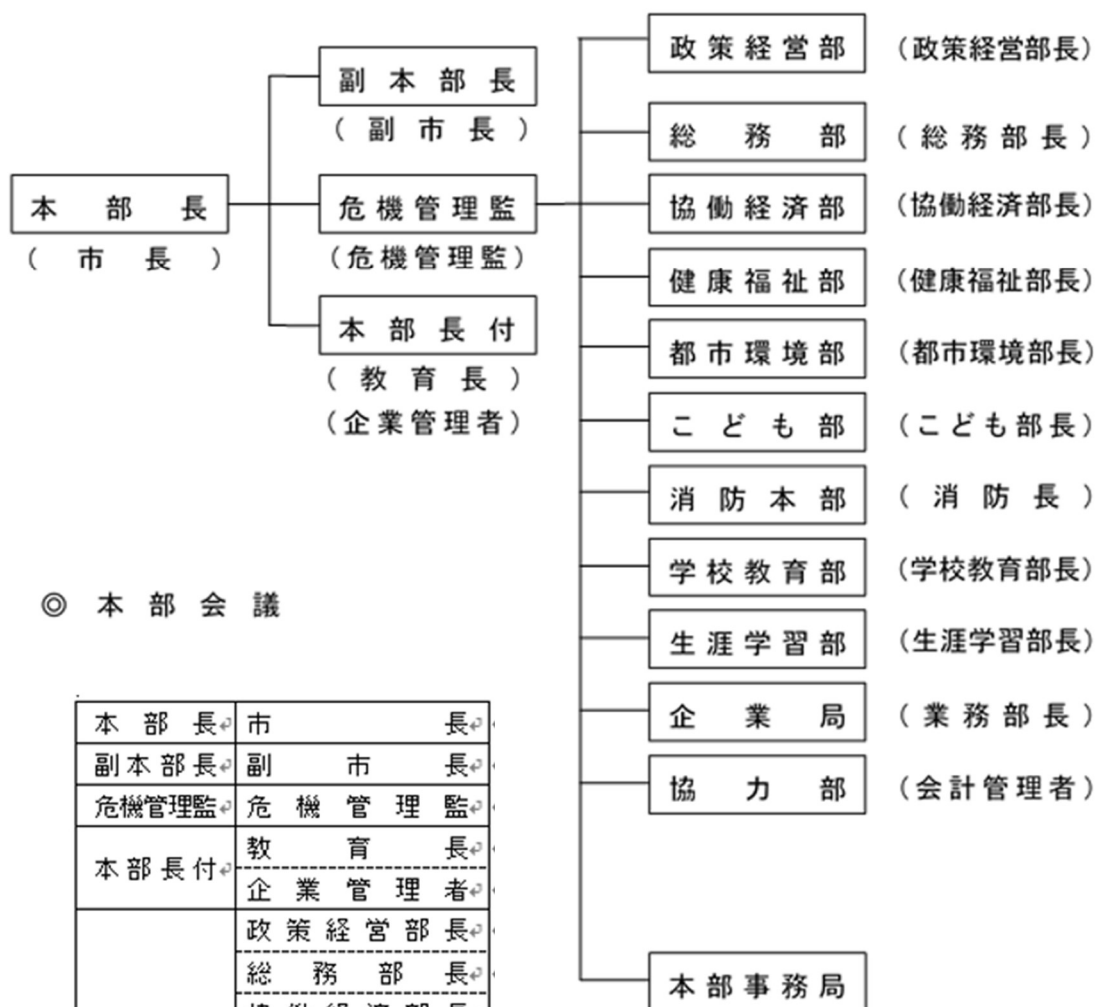 本部長
(市長)
副本部長
(副市長)
危機管理監
(危機管理監)
本部長付
(教育長)
(企業管理者)
政策経営部 (政策経営部長)
総務部 (総務部長)
協働経済部 (協働経済部長)
健康福祉部 (健康福祉部長)
都市環境部 (都市環境部長)
こども部 (こども部長)
消防本部 (消防長)
学校教育部 (学校教育部長)
生涯学習部 (生涯学習部長)
企業局 (業務部長)
協力部 (会計管理者)
本部事務局
◎ 本部会議
本部長 市長
副本部長 副市長
危機管理監 危機管理監
本部長付 教育長
企業管理者
政策経営部長
総務部長